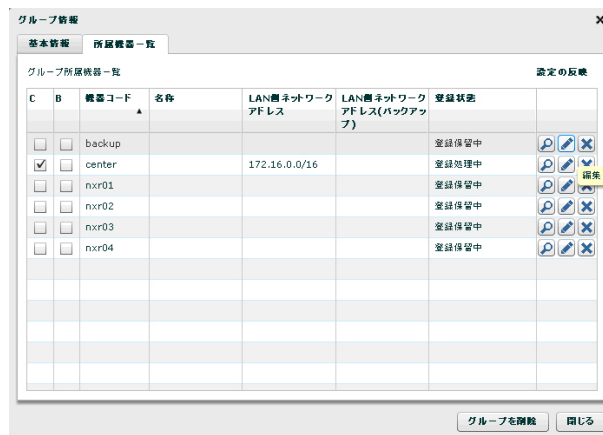 グループ情報 ×
基本情報 所属機器一覧
グループ所属機器一覧 設定の反映
C B 機器コード ▲ 名称 LAN側ネットワークアドレス LAN側ネットワークアドレス(バックアップ) 登録状態
backup 登録保留中
center 172.16.0.0/16 登録処理中
編集
nxr01 登録保留中
nxr02 登録保留中
nxr03 登録保留中
nxr04 登録保留中
グループを削除 閉じる